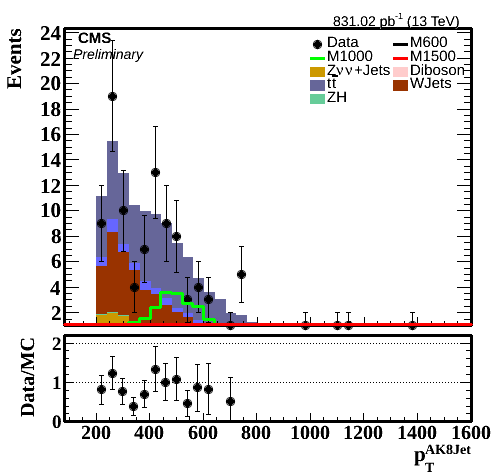 831.02 pb⁻¹ (13 TeV)
CMS
Preliminary
Events
24
22
20
18
16
14
12
10
8
6
4
2
Data
M600
M1000
M1500
Zνν+Jets
Diboson
tt̄
WJets
ZH
Data/MC
2
1
0
200 400 600 800 1000 1200 1400 1600
p_T^AK8Jet